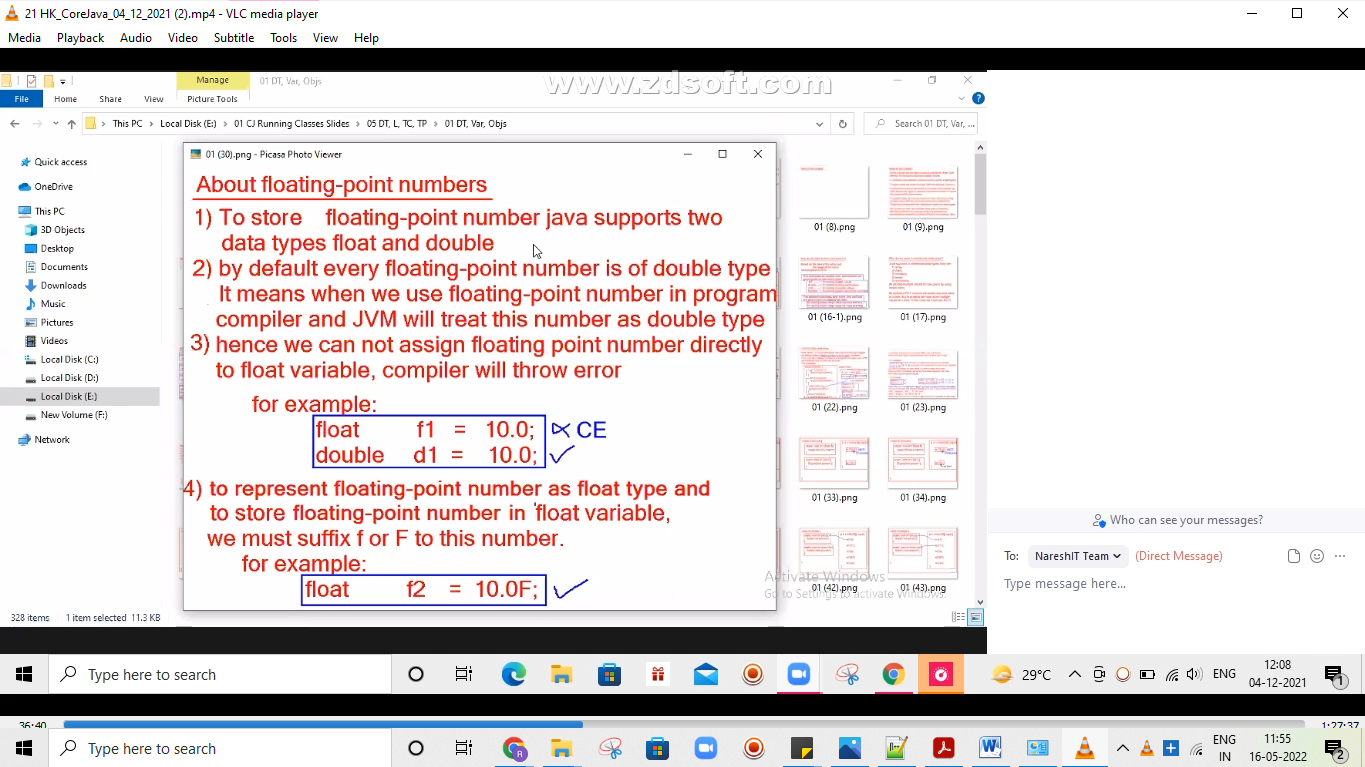 21 HK_CoreJava_04_12_2021 (2).mp4 - VLC media player
Media Playback Audio Video Subtitle Tools View Help
www.zdsoft.com
Manage 01 DT, Var, Objs
File Home Share View Picture Tools
This PC > Local Disk (E:) > 01 CJ Running Classes Slides > 05 DT, L, TC, TP > 01 DT, Var, Objs
Search 01 DT, Var, ...
Quick access
OneDrive
This PC
3D Objects
Desktop
Documents
Downloads
Music
Pictures
Videos
Local Disk (C:)
Local Disk (D:)
Local Disk (E:)
New Volume (F:)
Network
01 (30).png - Picasa Photo Viewer
About floating-point numbers
1) To store floating-point number java supports two
data types float and double
2) by default every floating-point number is of double type
It means when we use floating-point number in program
compiler and JVM will treat this number as double type
3) hence we can not assign floating point number directly
to float variable, compiler will throw error
for example:
float f1 = 10.0; CE
double d1 = 10.0;
4) to represent floating-point number as float type and
to store floating-point number in 'float variable,
we must suffix f or F to this number.
for example:
float f2 = 10.0F;
01 (8).png 01 (9).png
01 (16-1).png 01 (17).png
01 (22).png 01 (23).png
01 (33).png 01 (34).png
01 (42).png 01 (43).png
Activate Windows
Go to Settings to activate Windows.
328 items 1 item selected 11.3 KB
Who can see your messages?
To: NareshIT Team (Direct Message)
Type message here...
Type here to search
29°C ENG 12:08
04-12-2021
1
36:40 1:27:37
Type here to search
R
ENG 11:55
IN 16-05-2022
2